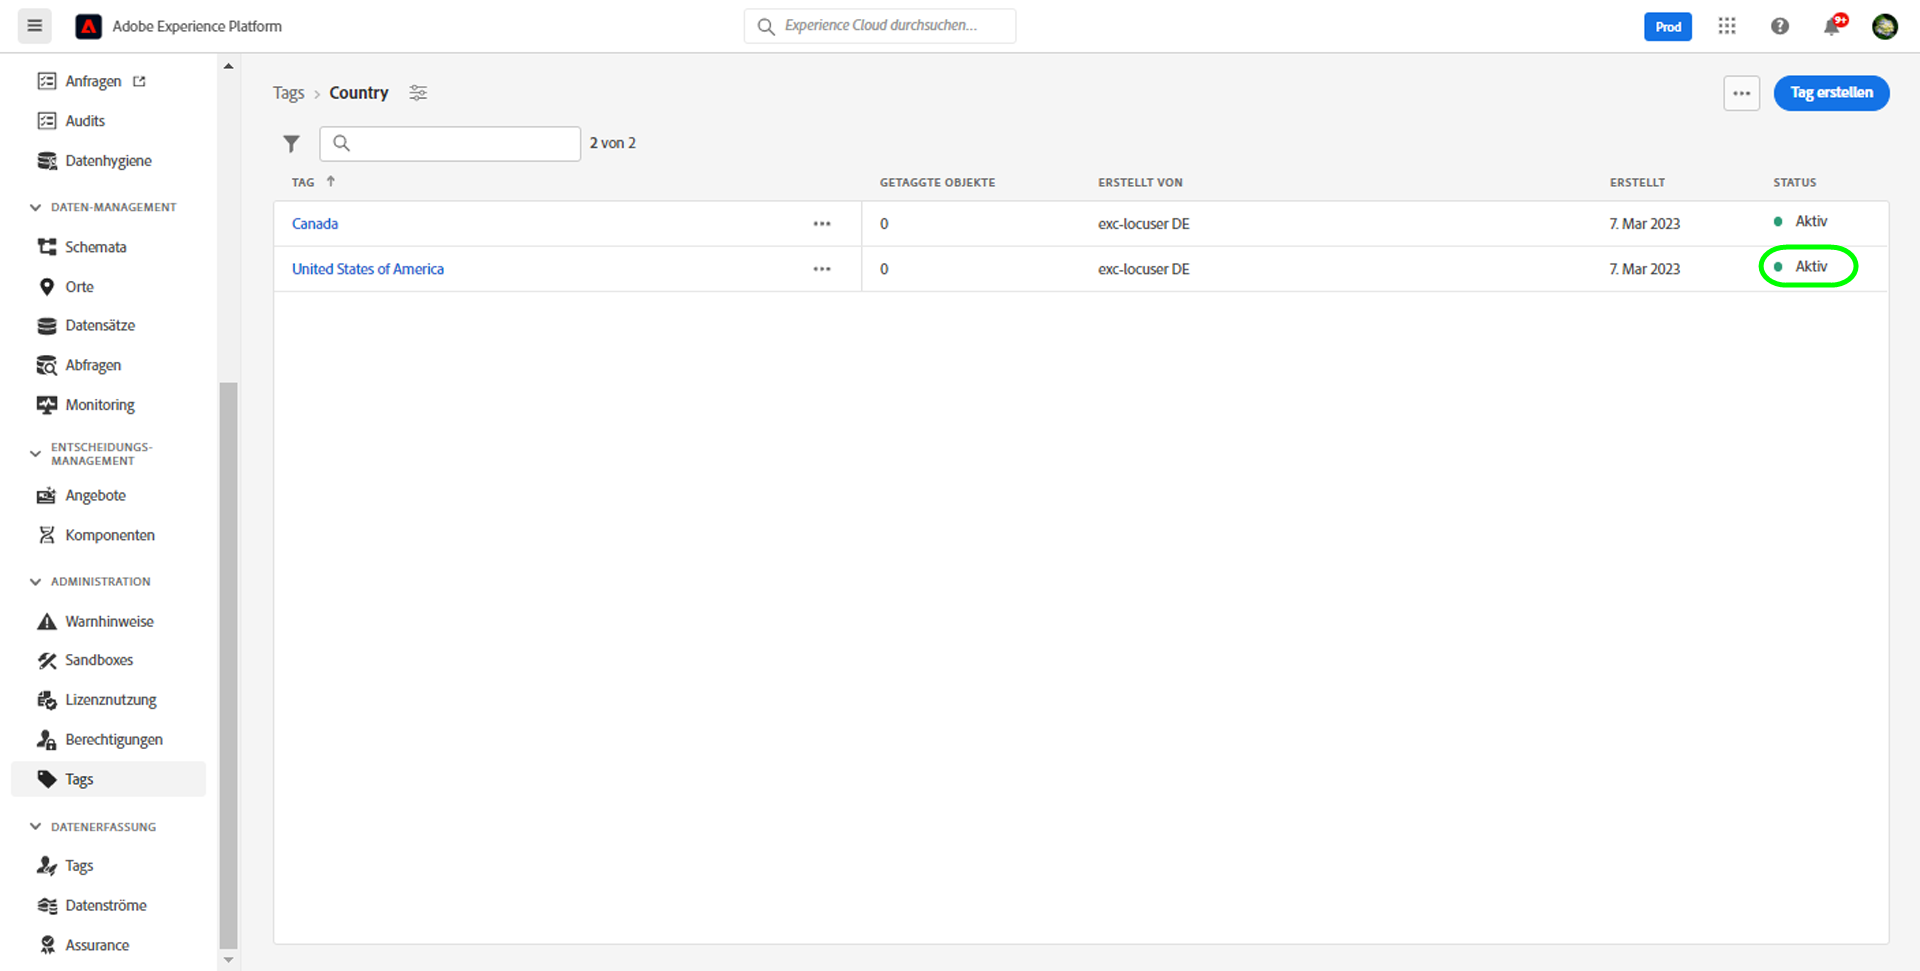 Adobe Experience Platform
Experience Cloud durchsuchen...
Prod
9+
Anfragen
Audits
Datenhygiene
DATEN-MANAGEMENT
Schemata
Orte
Datensätze
Abfragen
Monitoring
ENTSCHEIDUNGS-
MANAGEMENT
Angebote
Komponenten
ADMINISTRATION
Warnhinweise
Sandboxes
Lizenznutzung
Berechtigungen
Tags
DATENERFASSUNG
Tags
Datenströme
Assurance
Tags > Country
Tag erstellen
2 von 2
TAG GETAGGTE OBJEKTE ERSTELLT VON ERSTELLT STATUS
Canada 0 exc-locuser DE 7. Mar 2023 Aktiv
United States of America 0 exc-locuser DE 7. Mar 2023 Aktiv